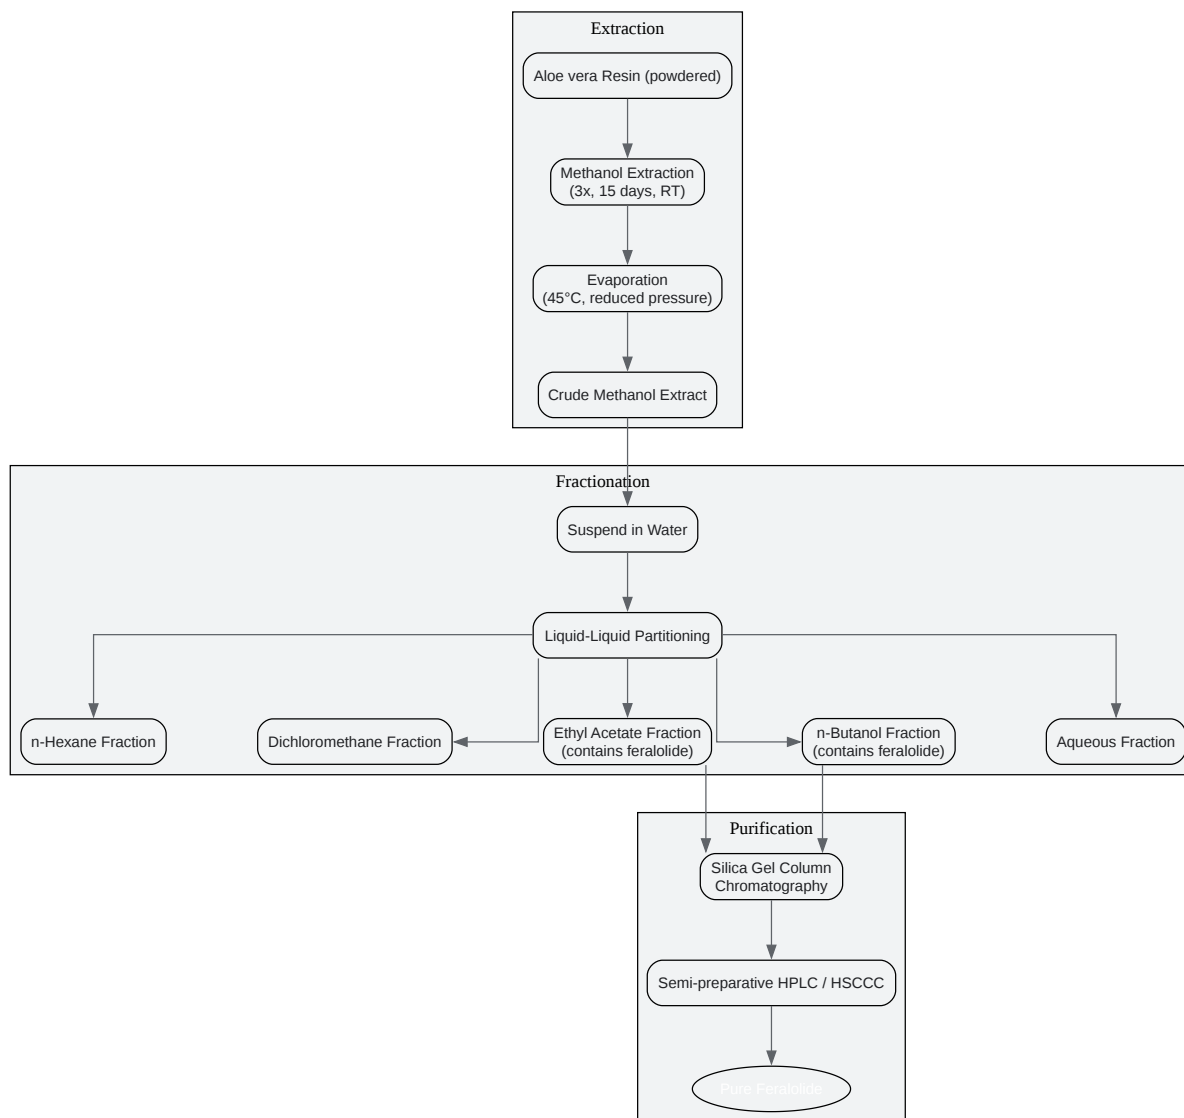 Extraction
Aloe vera Resin (powdered)
Methanol Extraction
(3x, 15 days, RT)
Evaporation
(45°C, reduced pressure)
Crude Methanol Extract
Fractionation
Suspend in Water
Liquid-Liquid Partitioning
n-Hexane Fraction
Dichloromethane Fraction
Ethyl Acetate Fraction
(contains feralolide)
n-Butanol Fraction
(contains feralolide)
Aqueous Fraction
Purification
Silica Gel Column
Chromatography
Semi-preparative HPLC / HSCCC
Pure Feralolide